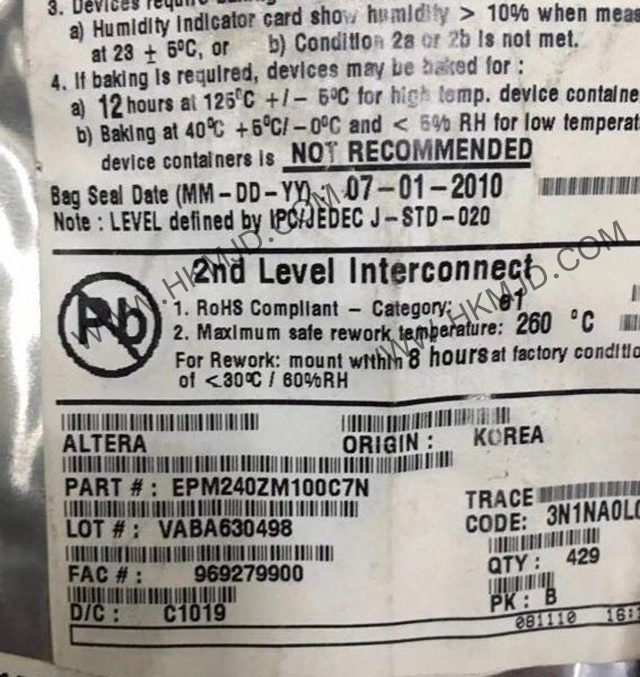 3. Devices require
a) Humidity Indicator card show humidity > 10% when meas
at 23 ± 5°C, or b) Condition 2a or 2b is not met.
4. If baking is required, devices may be baked for :
a) 12 hours at 125°C +/- 5°C for high temp. device containe
b) Baking at 40°C +5°C/-0°C and < 5% RH for low temperat
device containers is NOT RECOMMENDED
Bag Seal Date (MM-DD-YY): 07-01-2010
Note : LEVEL defined by IPC/JEDEC J-STD-020
Pb
2nd Level Interconnect
1. RoHS Compliant - Category: e1
2. Maximum safe rework temperature: 260 °C
For Rework: mount within 8 hours at factory conditio
of <30°C / 60%RH
ALTERA ORIGIN : KOREA
PART # : EPM240ZM100C7N
TRACE
CODE: 3N1NA0L
LOT # : VABA630498
QTY : 429
FAC # : 969279900
PK : B
D/C : C1019
081110 16:
WWW.HKMJD.COM
WWW.HKMJD.COM